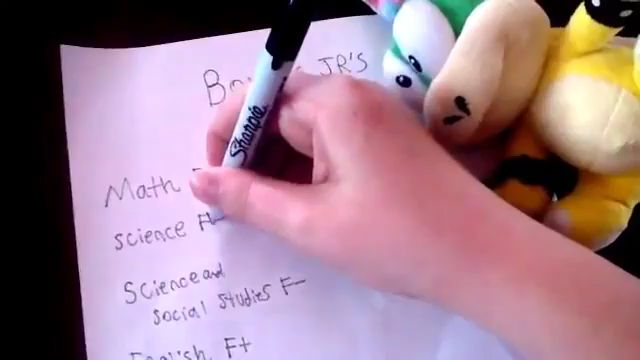 JR'S
Sharpie
Math
science F
Science and
social studies F-
English F+